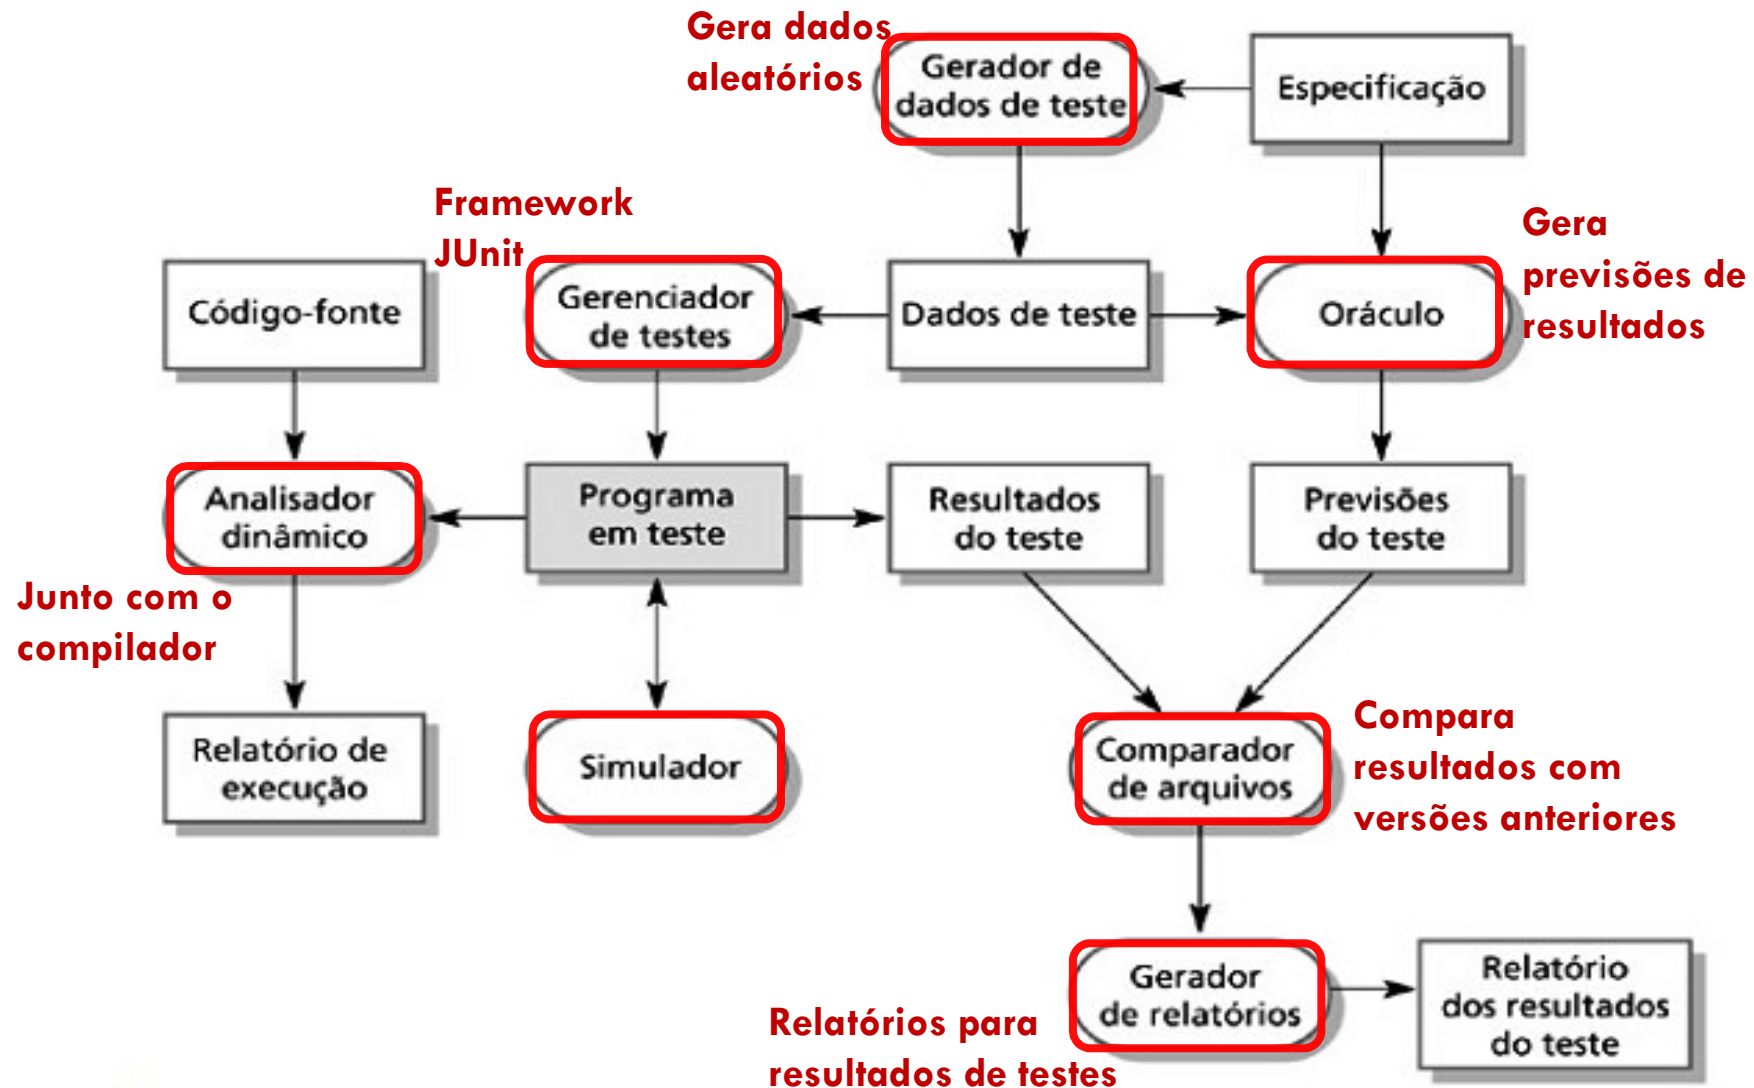 Gera dados
aleatórios
Gerador de
dados de teste
Especificação
Framework
JUnit
Gera
previsões de
resultados
Código-fonte
Gerenciador
de testes
Dados de teste
Oráculo
Analisador
dinâmico
Programa
em teste
Resultados
do teste
Previsões
do teste
Junto com o
compilador
Relatório de
execução
Simulador
Comparador
de arquivos
Compara
resultados com
versões anteriores
Gerador
de relatórios
Relatório
dos resultados
do teste
Relatórios para
resultados de testes